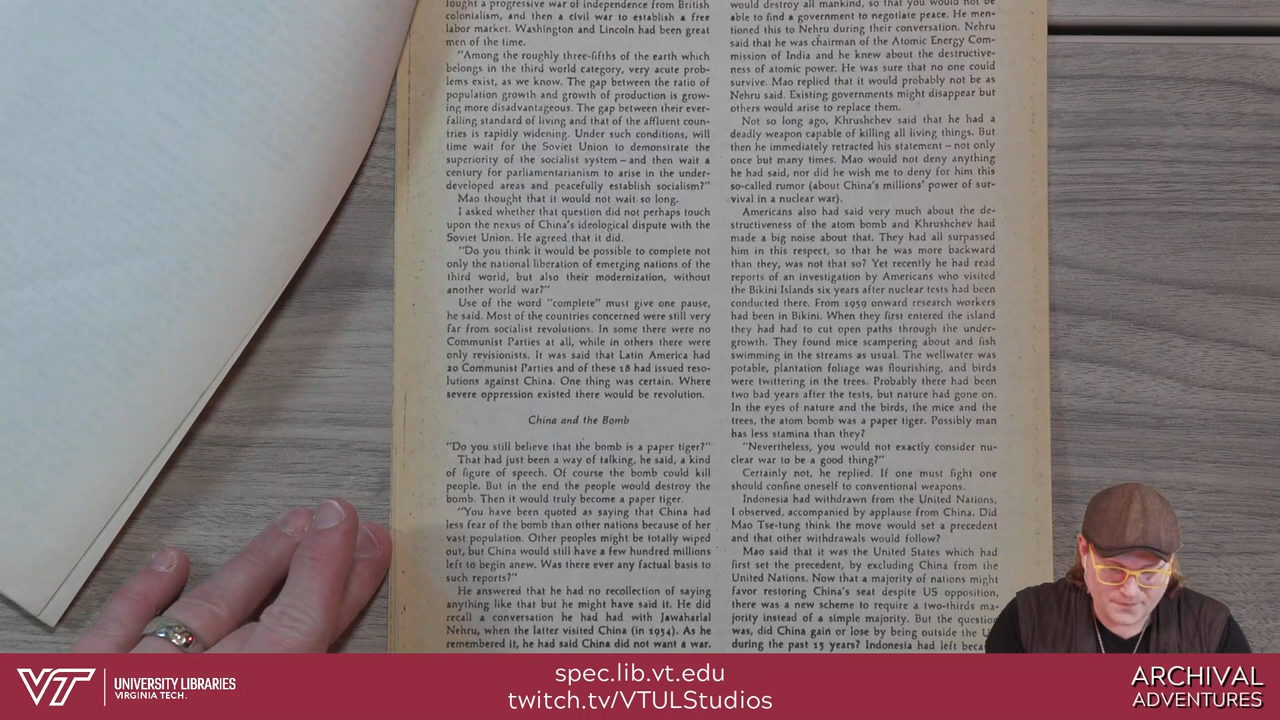 fought a progressive war of independence from British
colonialism, and then a civil war to establish a free
labor market. Washington and Lincoln had been great
men of the time.
"Among the roughly three-fifths of the earth which
belongs in the third world category, very acute prob-
lems exist, as we know. The gap between the ratio of
population growth and growth of production is grow-
ing more disadvantageous. The gap between their ever-
falling standard of living and that of the affluent coun-
tries is rapidly widening. Under such conditions, will
time wait for the Soviet Union to demonstrate the
superiority of the socialist system – and then wait a
century for parliamentarianism to arise in the under-
developed areas and peacefully establish socialism?"
Mao thought that it would not wait so long.
I asked whether that question did not perhaps touch
upon the nexus of China's ideological dispute with the
Soviet Union. He agreed that it did.
"Do you think it would be possible to complete not
only the national liberation of emerging nations of the
third world, but also their modernization, without
another world war?"
Use of the word "complete" must give one pause,
he said. Most of the countries concerned were still very
far from socialist revolutions. In some there were no
Communist Parties at all, while in others there were
only revisionists. It was said that Latin America had
20 Communist Parties and of these 18 had issued reso-
lutions against China. One thing was certain. Where
severe oppression existed there would be revolution.
China and the Bomb
"Do you still believe that the bomb is a paper tiger?"
That had just been a way of talking, he said, a kind
of figure of speech. Of course the bomb could kill
people. But in the end the people would destroy the
bomb. Then it would truly become a paper tiger.
"You have been quoted as saying that China had
less fear of the bomb than other nations because of her
vast population. Other peoples might be totally wiped
out, but China would still have a few hundred millions
left to begin anew. Was there ever any factual basis to
such reports?"
He answered that he had no recollection of saying
anything like that but he might have said it. He did
recall a conversation he had had with Jawaharlal
Nehru, when the latter visited China (in 1954). As he
remembered it, he had said China did not want a war.
would destroy all mankind, so that you would not be
able to find a government to negotiate peace. He men-
tioned this to Nehru during their conversation. Nehru
said that he was chairman of the Atomic Energy Com-
mission of India and he knew about the destructive-
ness of atomic power. He was sure that no one could
survive. Mao replied that it would probably not be as
Nehru said. Existing governments might disappear but
others would arise to replace them.
Not so long ago, Khrushchev said that he had a
deadly weapon capable of killing all living things. But
then he immediately retracted his statement – not only
once but many times. Mao would not deny anything
he had said, nor did he wish me to deny for him this
so-called rumor (about China's millions' power of sur-
vival in a nuclear war).
Americans also had said very much about the de-
structiveness of the atom bomb and Khrushchev had
made a big noise about that. They had all surpassed
him in this respect, so that he was more backward
than they, was not that so? Yet recently he had read
reports of an investigation by Americans who visited
the Bikini Islands six years after nuclear tests had been
conducted there. From 1959 onward research workers
had been in Bikini. When they first entered the island
they had had to cut open paths through the under-
growth. They found mice scampering about and fish
swimming in the streams as usual. The wellwater was
potable, plantation foliage was flourishing, and birds
were twittering in the trees. Probably there had been
two bad years after the tests, but nature had gone on.
In the eyes of nature and the birds, the mice and the
trees, the atom bomb was a paper tiger. Possibly man
has less stamina than they?
"Nevertheless, you would not exactly consider nu-
clear war to be a good thing?"
Certainly not, he replied. If one must fight one
should confine oneself to conventional weapons.
Indonesia had withdrawn from the United Nations,
I observed, accompanied by applause from China. Did
Mao Tse-tung think the move would set a precedent
and that other withdrawals would follow?
Mao said that it was the United States which had
first set the precedent, by excluding China from the
United Nations. Now that a majority of nations might
favor restoring China's seat despite US opposition,
there was a new scheme to require a two-thirds ma-
jority instead of a simple majority. But the question
was, did China gain or lose by being outside the U
during the past 15 years? Indonesia had left becau
VT UNIVERSITY LIBRARIES
VIRGINIA TECH.
spec.lib.vt.edu
twitch.tv/VTULStudios
ARCHIVAL
ADVENTURES